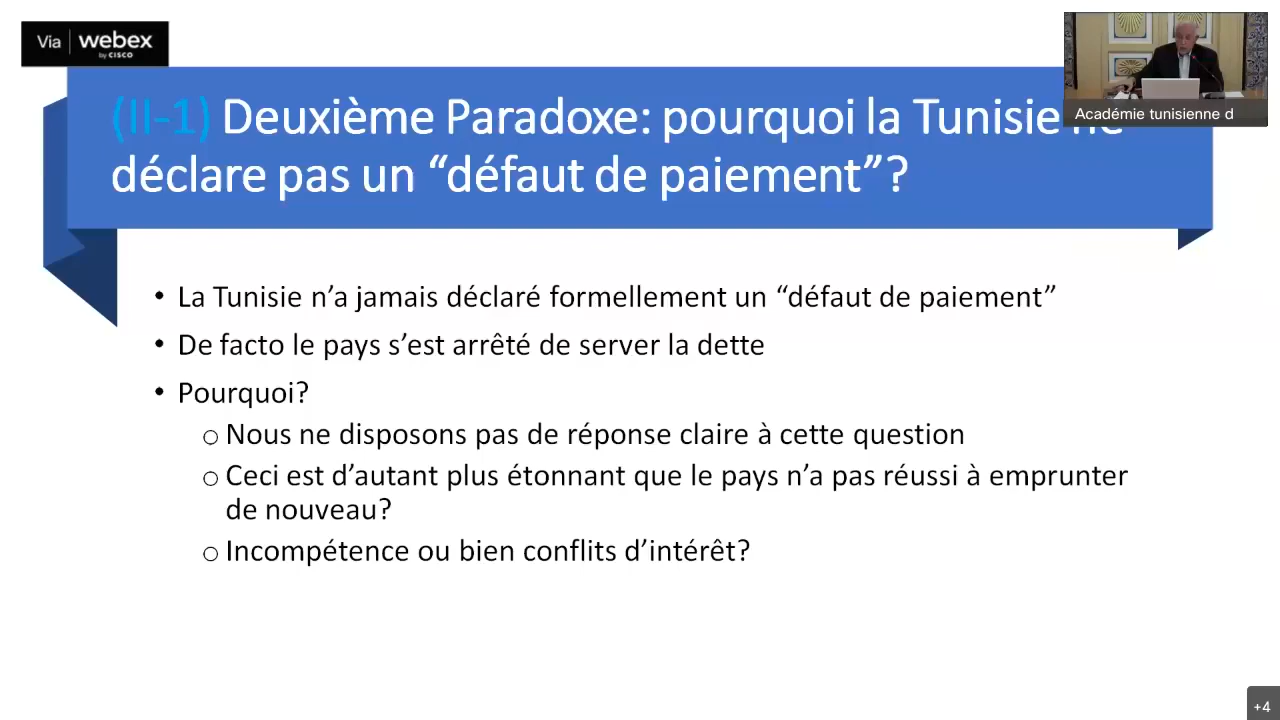 Via webex
by CISCO
(II-1) Deuxième Paradoxe: pourquoi la Tunisie ne
déclare pas un “défaut de paiement”?
Académie tunisienne d
• La Tunisie n’a jamais déclaré formellement un “défaut de paiement”
• De facto le pays s’est arrêté de server la dette
• Pourquoi?
o Nous ne disposons pas de réponse claire à cette question
o Ceci est d’autant plus étonnant que le pays n’a pas réussi à emprunter
de nouveau?
o Incompétence ou bien conflits d’intérêt?
+4